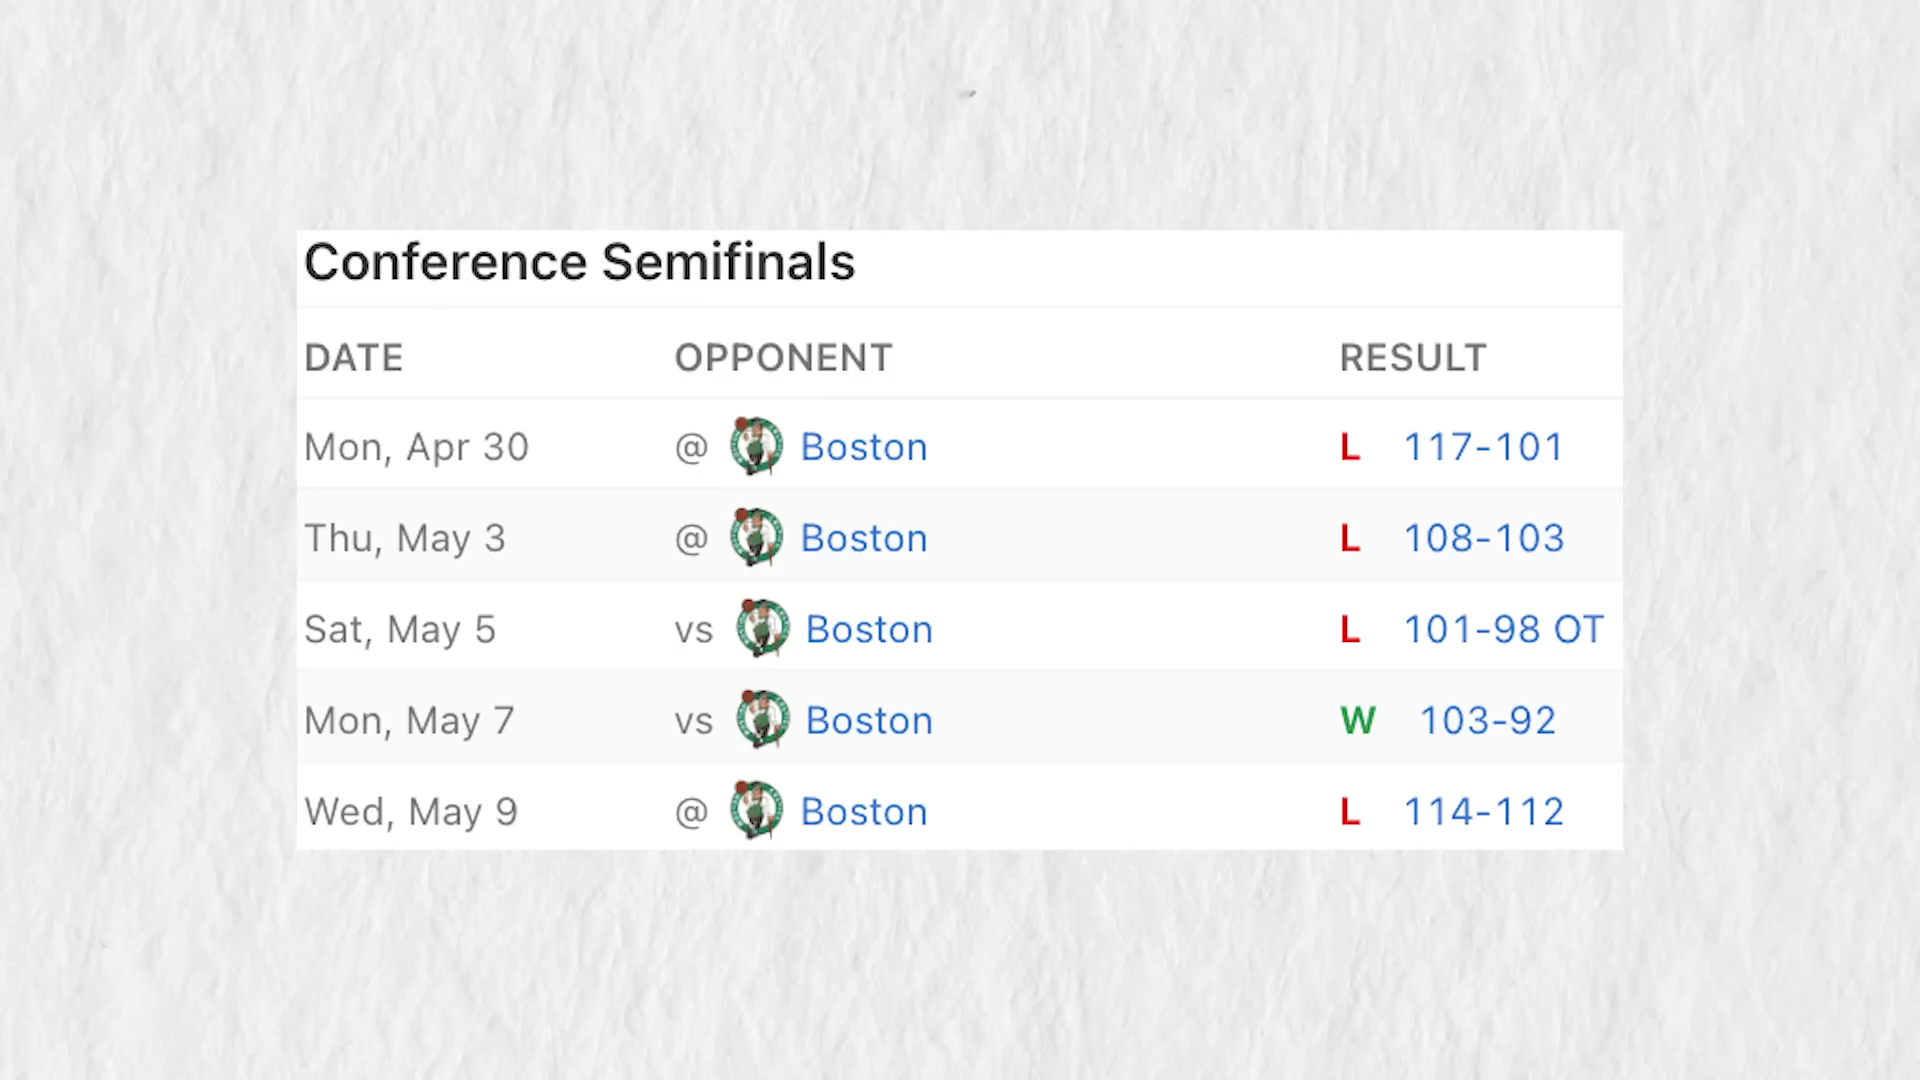 Conference Semifinals
DATE OPPONENT RESULT
Mon, Apr 30 @ Boston L 117-101
Thu, May 3 @ Boston L 108-103
Sat, May 5 vs Boston L 101-98 OT
Mon, May 7 vs Boston W 103-92
Wed, May 9 @ Boston L 114-112